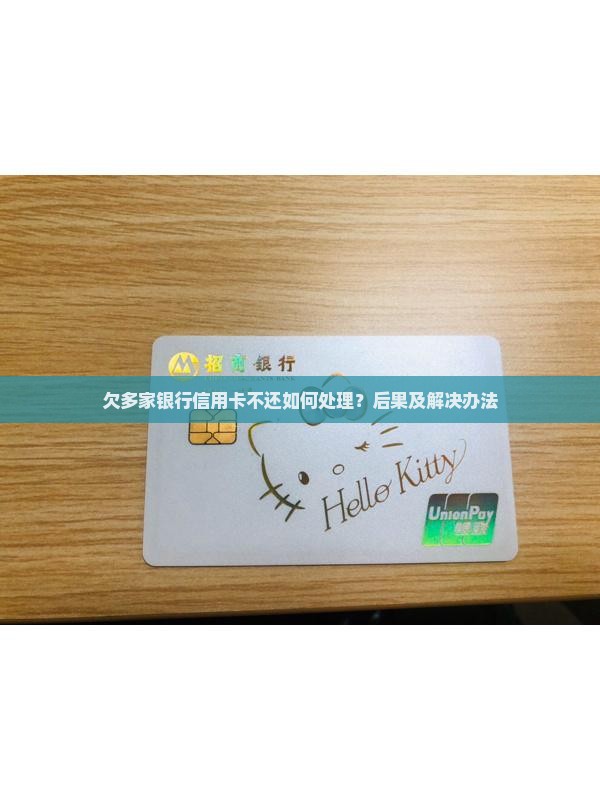 招商银行
欠多家银行信用卡不还如何处理？后果及解决办法
Hello Kitty
UnionPay
银联